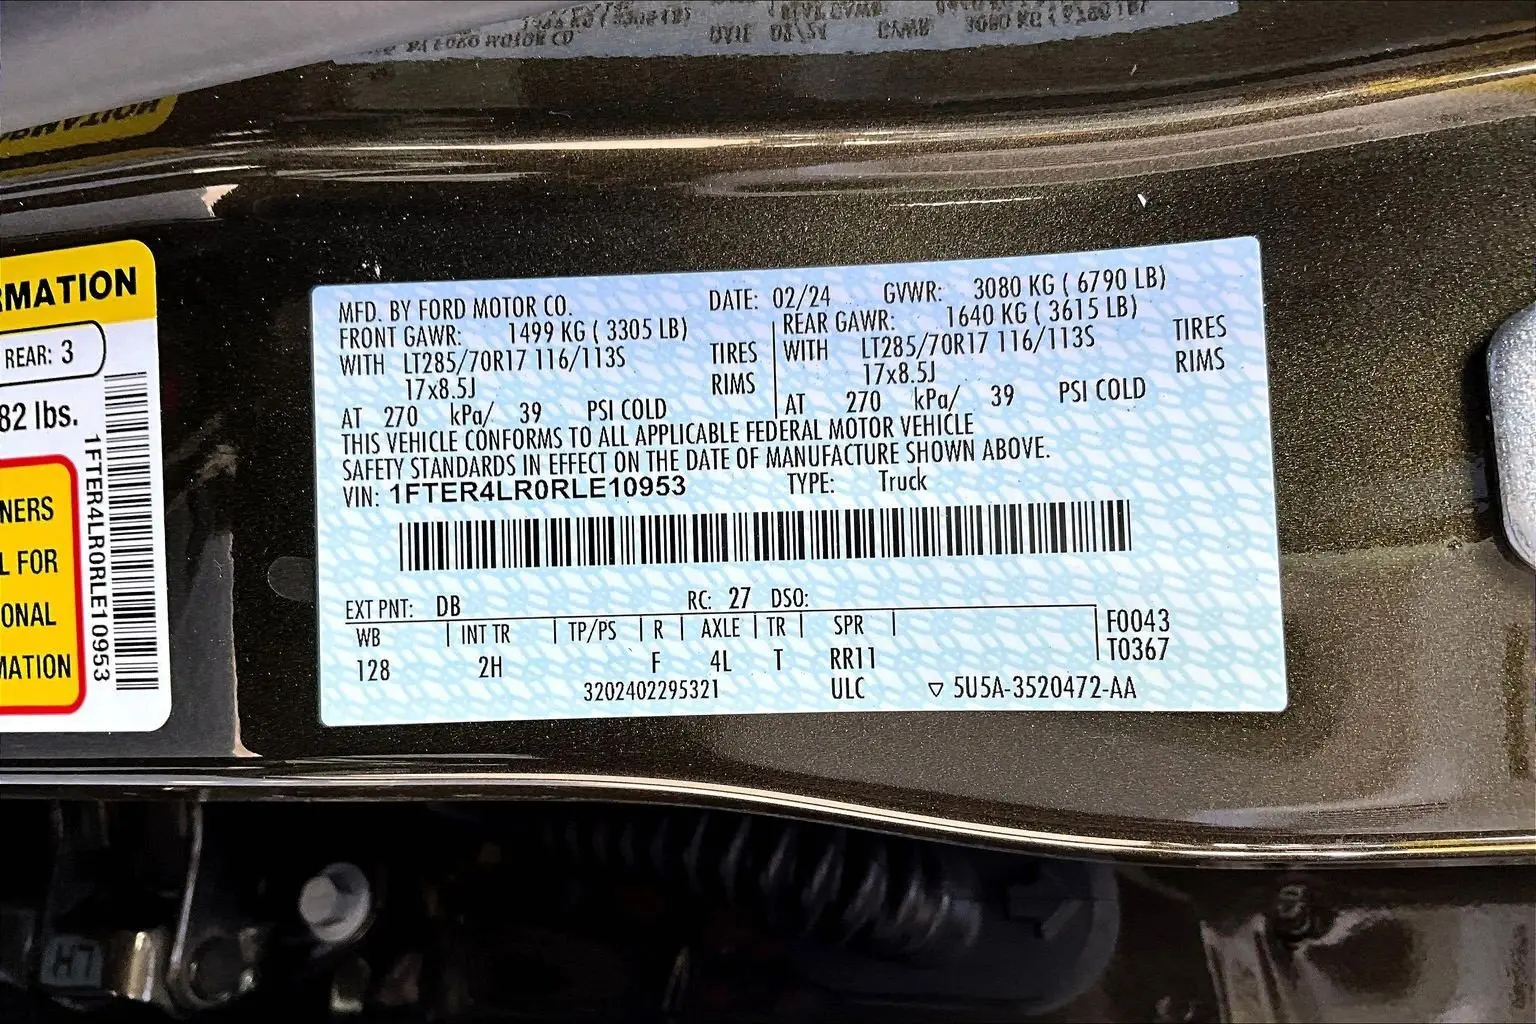 MFD. BY FORD MOTOR CO. DATE: 02/24 GVWR: 3080 KG ( 6790 LB)
FRONT GAWR: 1499 KG ( 3305 LB) REAR GAWR: 1640 KG ( 3615 LB)
WITH LT285/70R17 116/113S TIRES WITH LT285/70R17 116/113S TIRES
17x8.5J RIMS 17x8.5J RIMS
AT 270 kPa/ 39 PSI COLD AT 270 kPa/ 39 PSI COLD
THIS VEHICLE CONFORMS TO ALL APPLICABLE FEDERAL MOTOR VEHICLE
SAFETY STANDARDS IN EFFECT ON THE DATE OF MANUFACTURE SHOWN ABOVE.
VIN: 1FTER4LR0RLE10953 TYPE: Truck
EXT PNT: DB RC: 27 DSO:
WB INT TR TP/PS R AXLE TR SPR F0043
128 2H F 4L T RR11 T0367
3202402295321 ULC ▽ 5U5A-3520472-AA
RMATION
REAR: 3
82 lbs.
1FTER4LR0RLE10953
NERS
L FOR
ONAL
MATION
LH